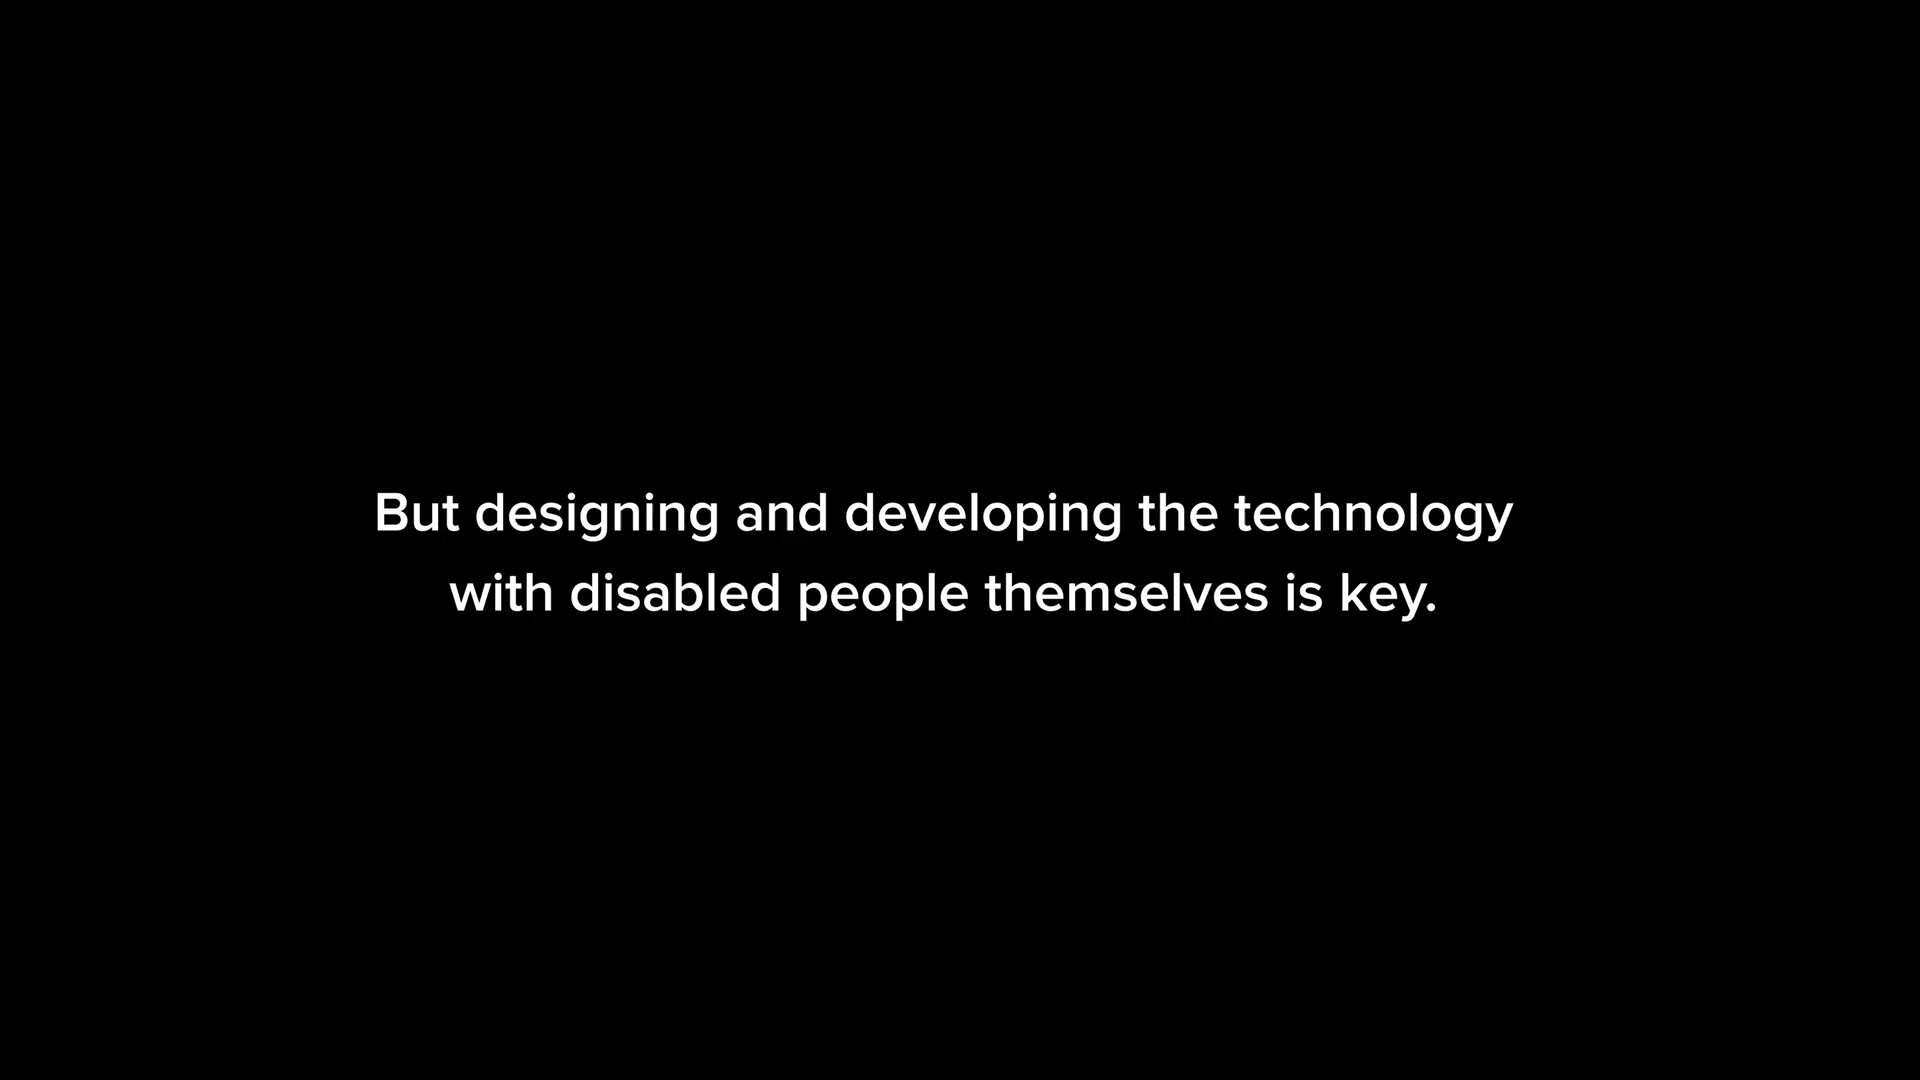 But designing and developing the technology
with disabled people themselves is key.